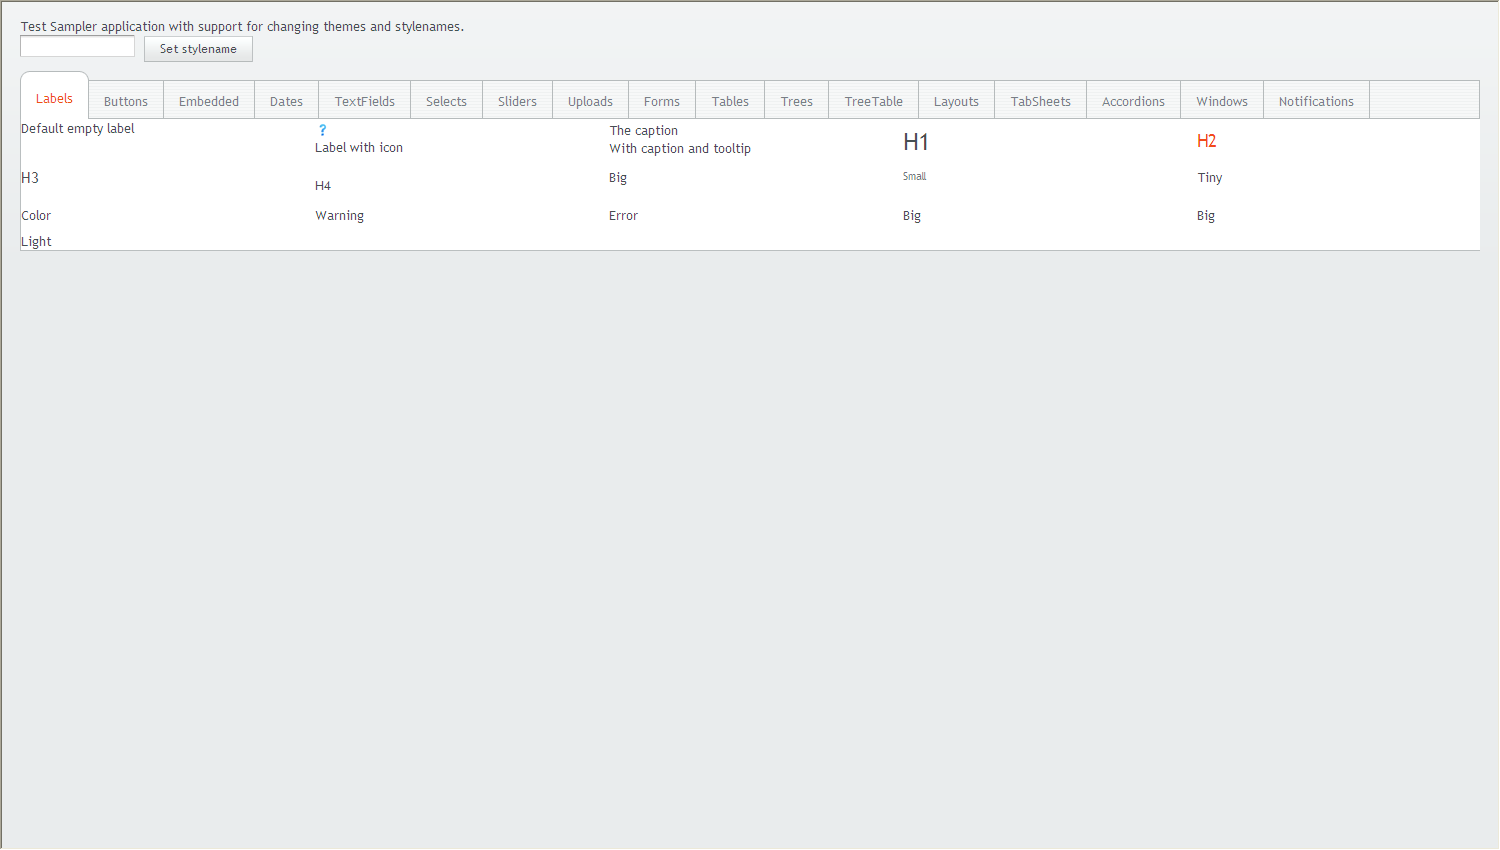 Test Sampler application with support for changing themes and stylenames.
Set stylename
Labels Buttons Embedded Dates TextFields Selects Sliders Uploads Forms Tables Trees TreeTable Layouts TabSheets Accordions Windows Notifications
Default empty label
?
Label with icon
The caption
With caption and tooltip
H1
H2
H3
H4
Big
Small
Tiny
Color
Warning
Error
Big
Big
Light